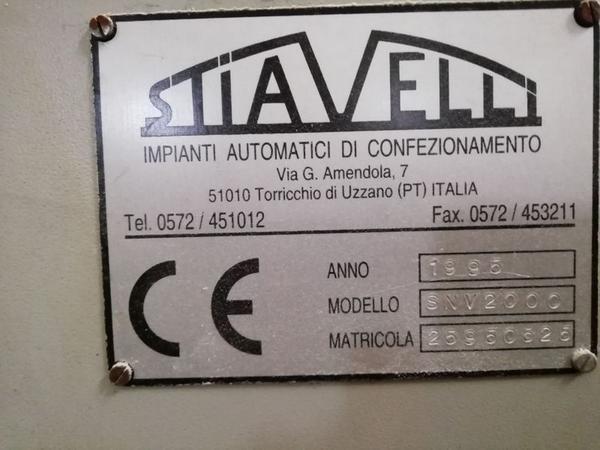 STIAVELLI
IMPIANTI AUTOMATICI DI CONFEZIONAMENTO
Via G. Amendola, 7
51010 Torricchio di Uzzano (PT) ITALIA
Tel. 0572 / 451012 Fax. 0572 / 453211
CE
ANNO 1995
MODELLO SNV2000
MATRICOLA